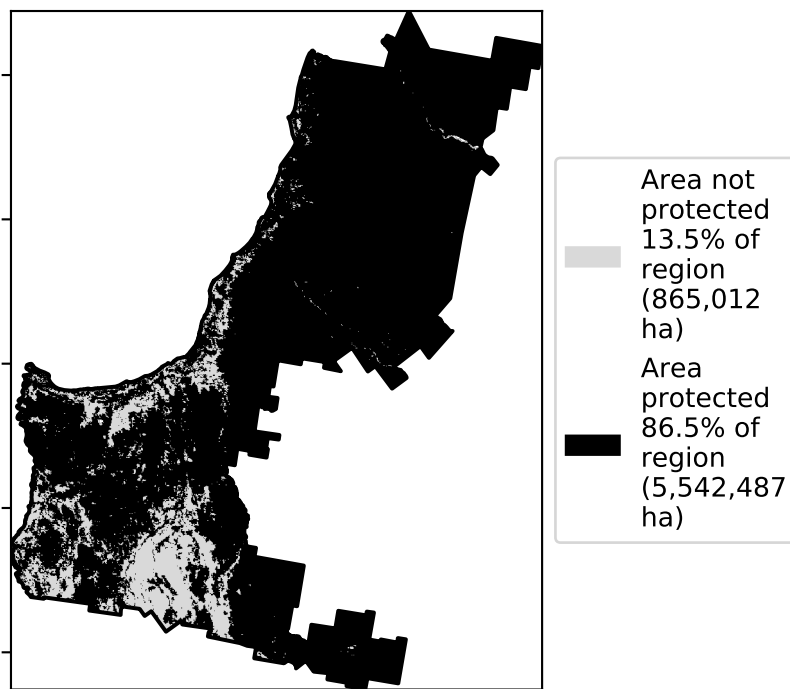 Area not
protected
13.5% of
region
(865,012
ha)
Area
protected
86.5% of
region
(5,542,487
ha)